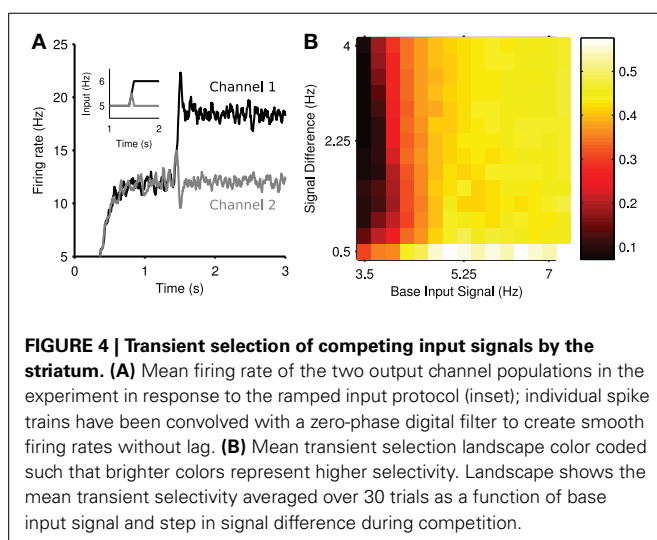 A
B
25
20
15
10
5
Firing rate (Hz)
0
1
2
3
Time (s)
Input (Hz)
6
5
1
2
Time (s)
Channel 1
Channel 2
4
2.25
0.5
Signal Difference (Hz)
3.5
5.25
7
Base Input Signal (Hz)
0.5
0.4
0.3
0.2
0.1
FIGURE 4 | Transient selection of competing input signals by the
striatum. (A) Mean firing rate of the two output channel populations in the
experiment in response to the ramped input protocol (inset); individual spike
trains have been convolved with a zero-phase digital filter to create smooth
firing rates without lag. (B) Mean transient selection landscape color coded
such that brighter colors represent higher selectivity. Landscape shows the
mean transient selectivity averaged over 30 trials as a function of base
input signal and step in signal difference during competition.